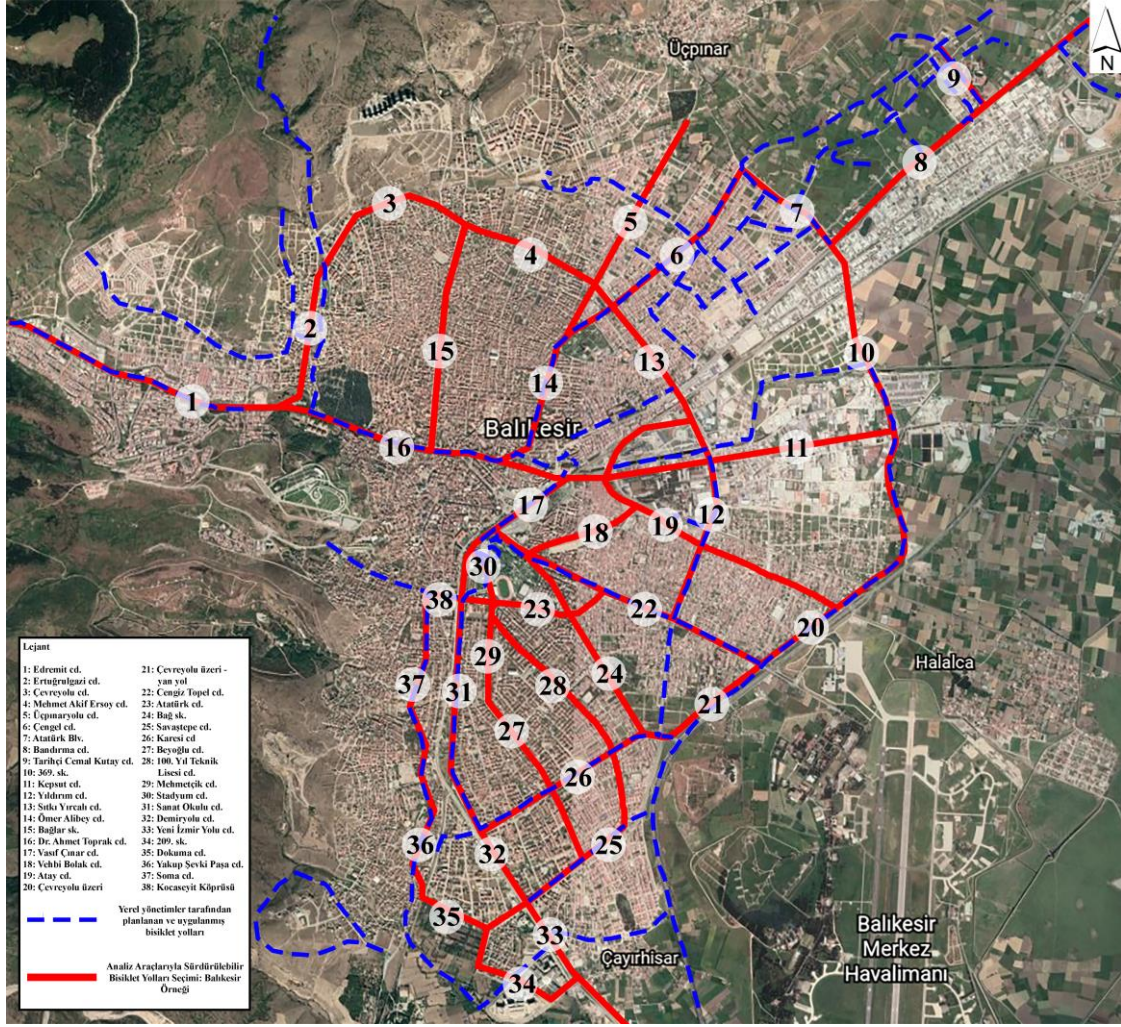 Üçpınar
N
9
8
3
5
7
4
6
2
15
13
10
14
1
Balıkesir
16
11
17
12
18
19
30
38
23
22
20
Halalca
29
24
37
31
28
21
27
26
36
32
25
35
33
Balıkesir
Merkez
Havalimanı
Çayırhisar
34
Lejant
1: Edremit cd.
2: Ertuğrulgazi cd.
3: Çevreyolu cd.
4: Mehmet Akif Ersoy cd.
5: Üçpınaryolu cd.
6: Çengel cd.
7: Atatürk Blv.
8: Bandırma cd.
9: Tarihçi Cemal Kutay cd.
10: 369. sk.
11: Kepsut cd.
12: Yıldırım cd.
13: Sıtkı Yırcalı cd.
14: Ömer Alibey cd.
15: Bağlar sk.
16: Dr. Ahmet Toprak cd.
17: Vasıf Çınar cd.
18: Vehbi Bolak cd.
19: Atay cd.
20: Çevreyolu üzeri
21: Çevreyolu üzeri -
yan yol
22: Cengiz Topel cd.
23: Atatürk cd.
24: Bağ sk.
25: Savaştepe cd.
26: Karesi cd
27: Beyoğlu cd.
28: 100. Yıl Teknik
Lisesi cd.
29: Mehmetçik cd.
30: Stadyum cd.
31: Sanat Okulu cd.
32: Demiryolu cd.
33: Yeni İzmir Yolu cd.
34: 209. sk.
35: Dokuma cd.
36: Yakup Şevki Paşa cd.
37: Soma cd.
38: Kocaseyit Köprüsü
Yerel yönetimler tarafından
planlanan ve uygulanmış
bisiklet yolları
Analiz Araçlarıyla Sürdürülebilir
Bisiklet Yolları Seçimi: Balıkesir
Örneği